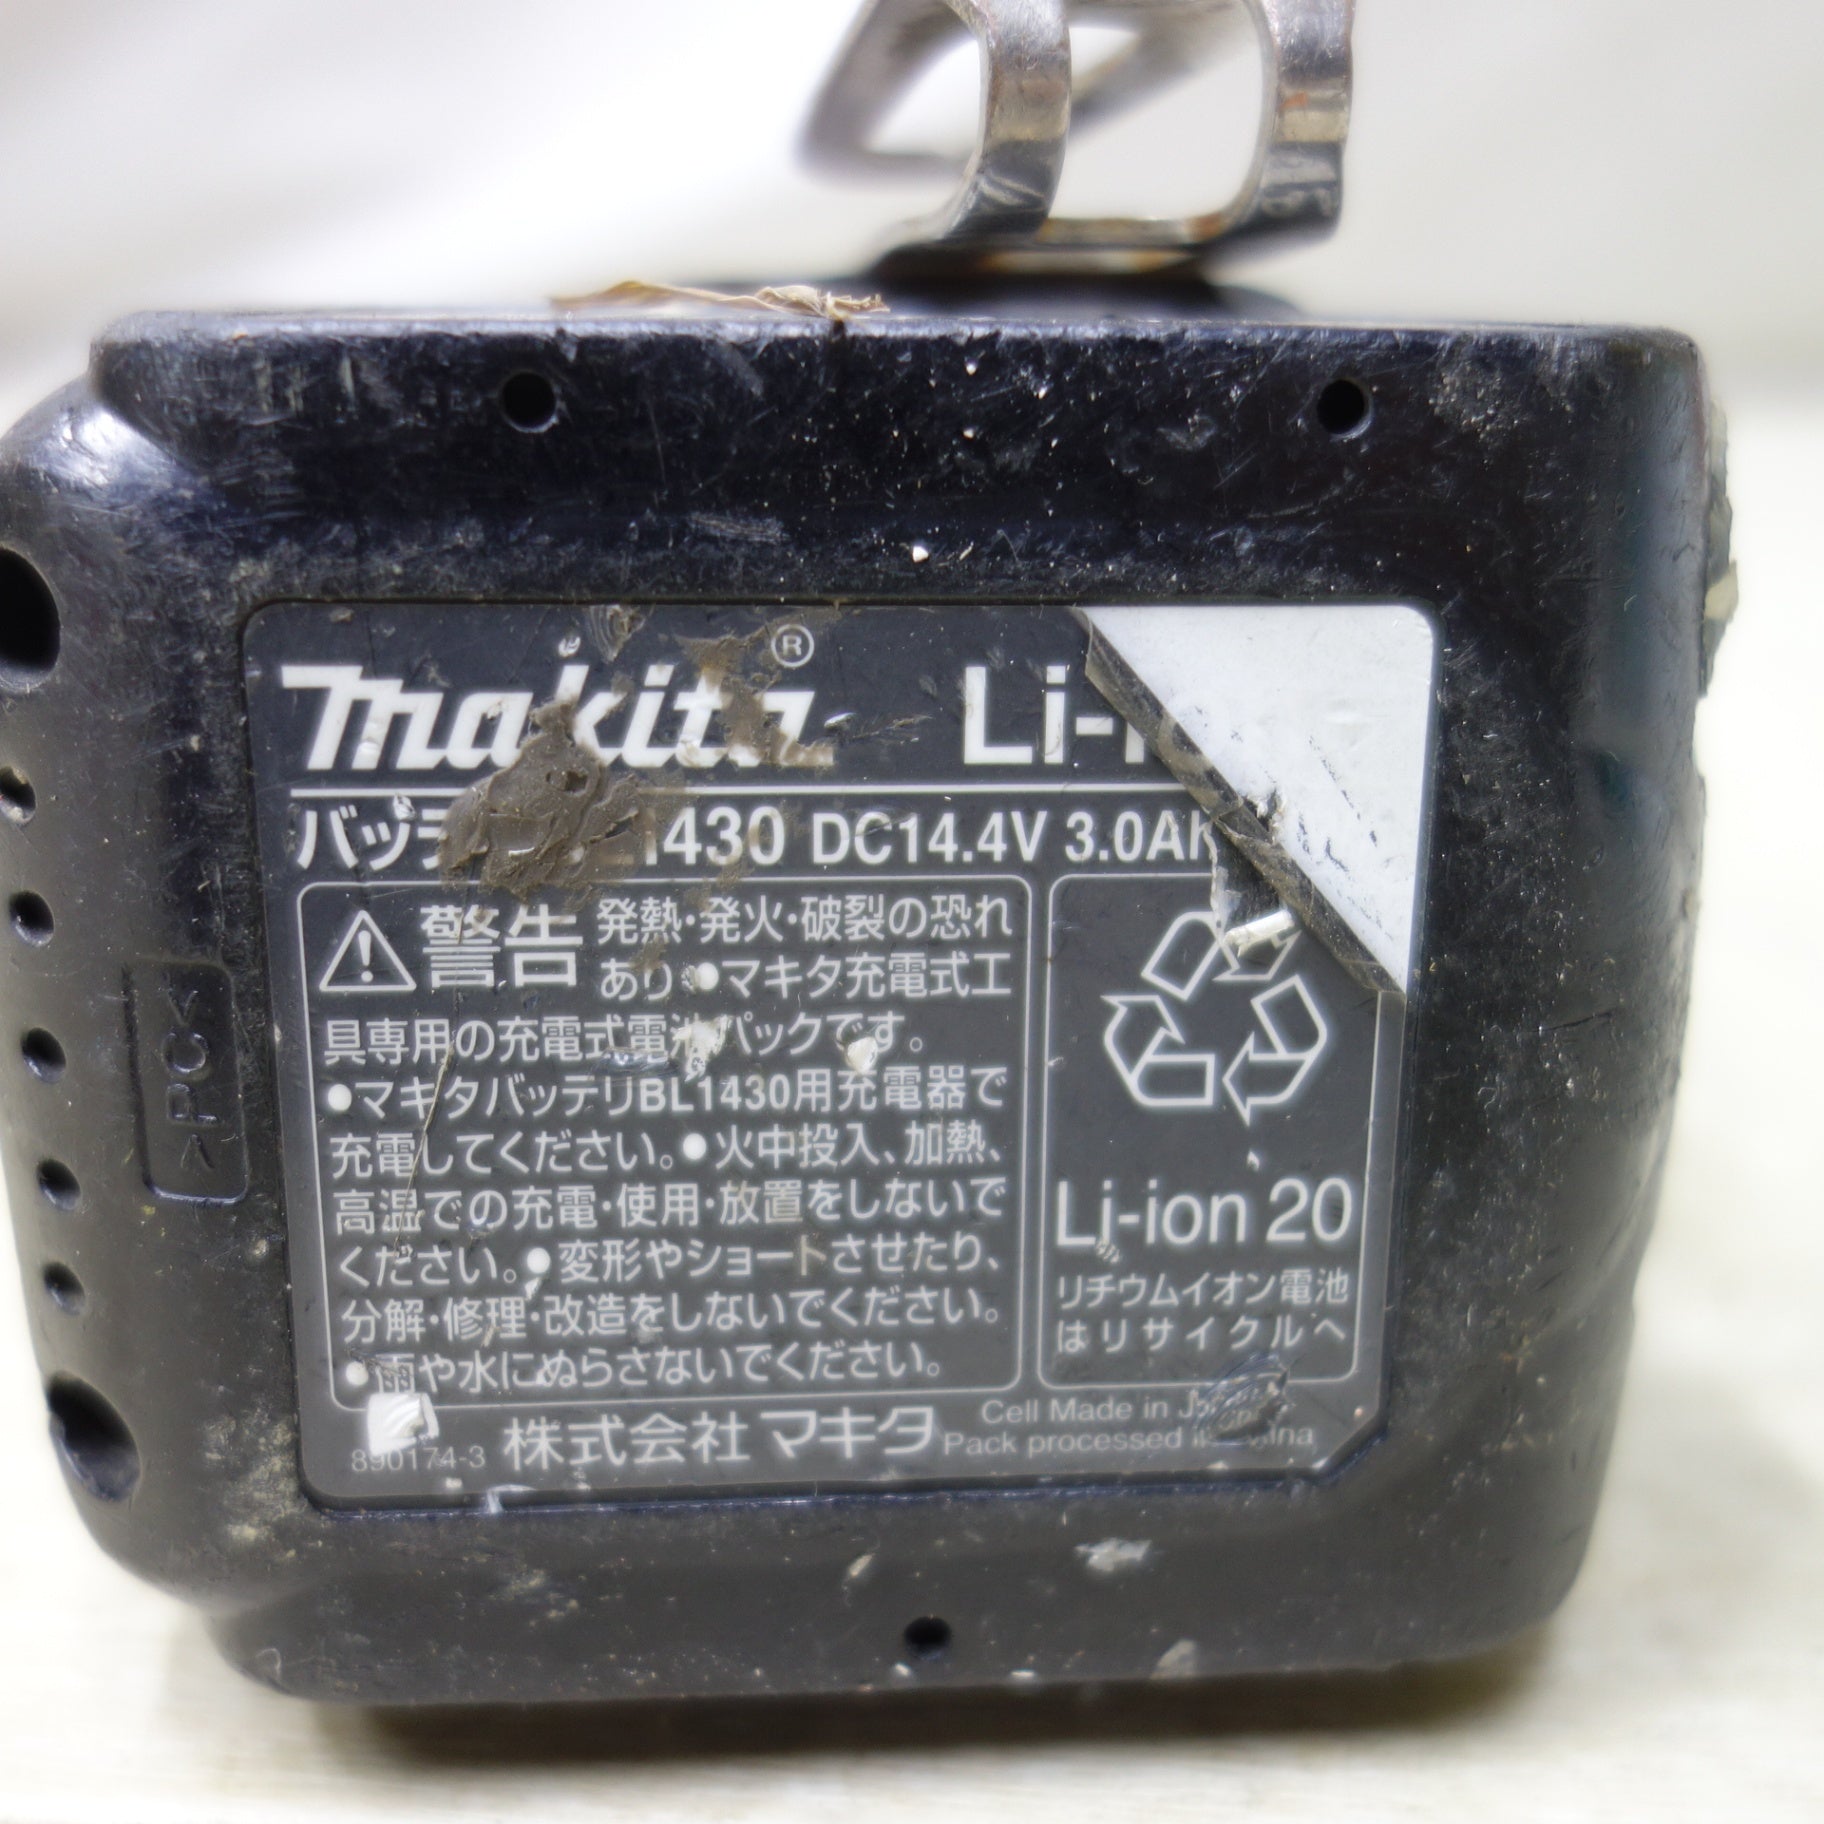 makita® Li-
1430 DC14.4V 3.0A
警告 発熱・発火・破裂の恐れ
あり ●マキタ充電式工
具専用の充電式電池パックです。
●マキタバッテリBL1430用充電器で
充電してください。●火中投入、加熱、
高温での充電・使用・放置をしないで
ください。●変形やショートさせたり、
分解・修理・改造をしないでください。
●雨や水にぬらさないでください。
Li-ion 20
リチウムイオン電池
はリサイクルへ
890174-3 株式会社マキタ
Cell Made in
Pack processed
>PC<